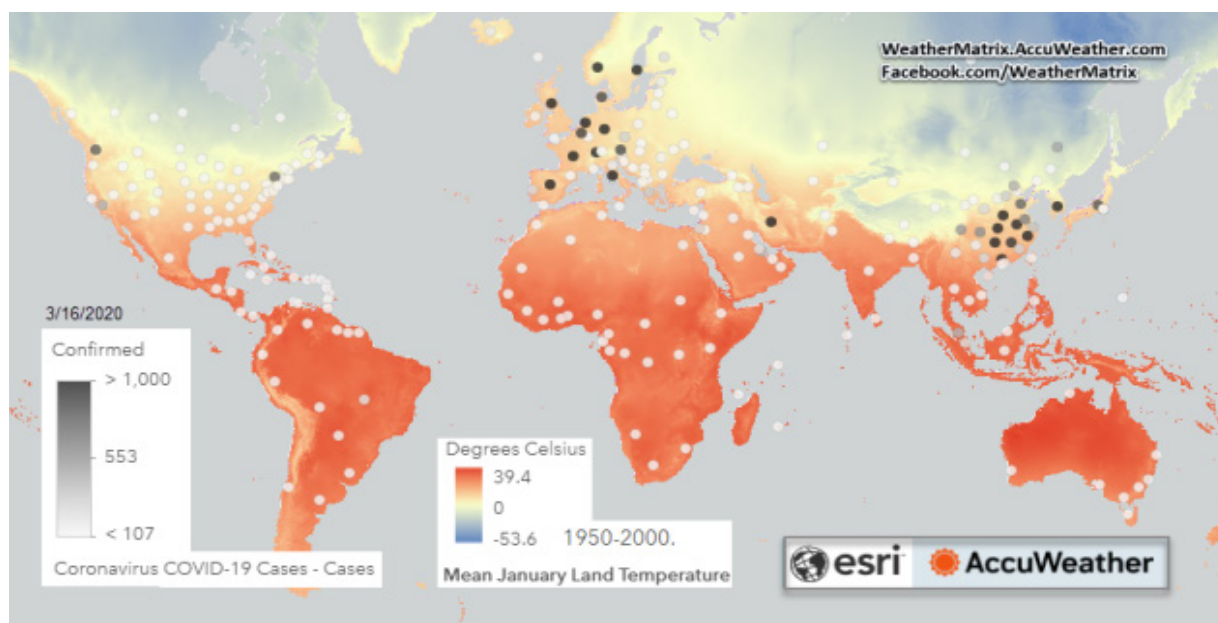 WeatherMatrix.AccuWeather.com
Facebook.com/WeatherMatrix
3/16/2020
Confirmed
> 1,000
553
< 107
Coronavirus COVID-19 Cases - Cases
Degrees Celsius
39.4
0
-53.6
1950-2000.
Mean January Land Temperature
esri
AccuWeather